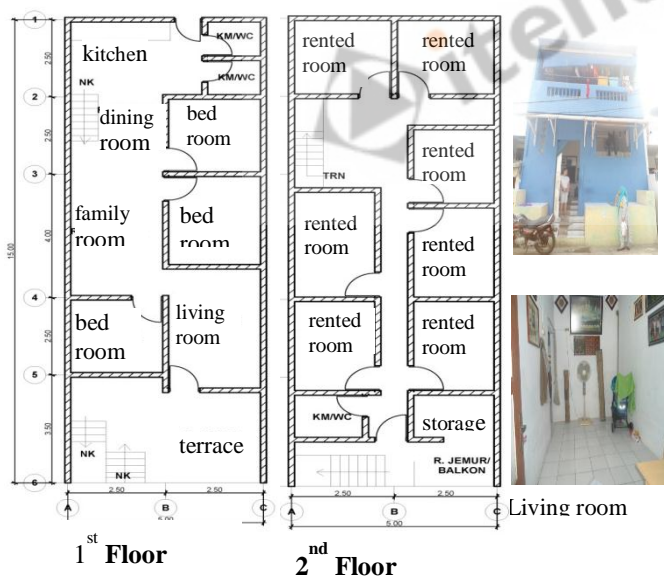 itenas
1
2
3
4
5
6
2.50
4.00
2.50
3.50
15.00
kitchen
KM/WC
KM/WC
NK
dining
room
bed
room
family
room
bed
room
bed
room
living
room
terrace
NK
NK
2.50
2.50
5.00
A
B
C
1st Floor
rented
room
rented
room
TRN
rented
room
rented
room
rented
room
rented
room
rented
room
KM/WC
storage
R. JEMUR/
BALKON
2.50
2.50
5.00
A
B
C
2nd Floor
Living room